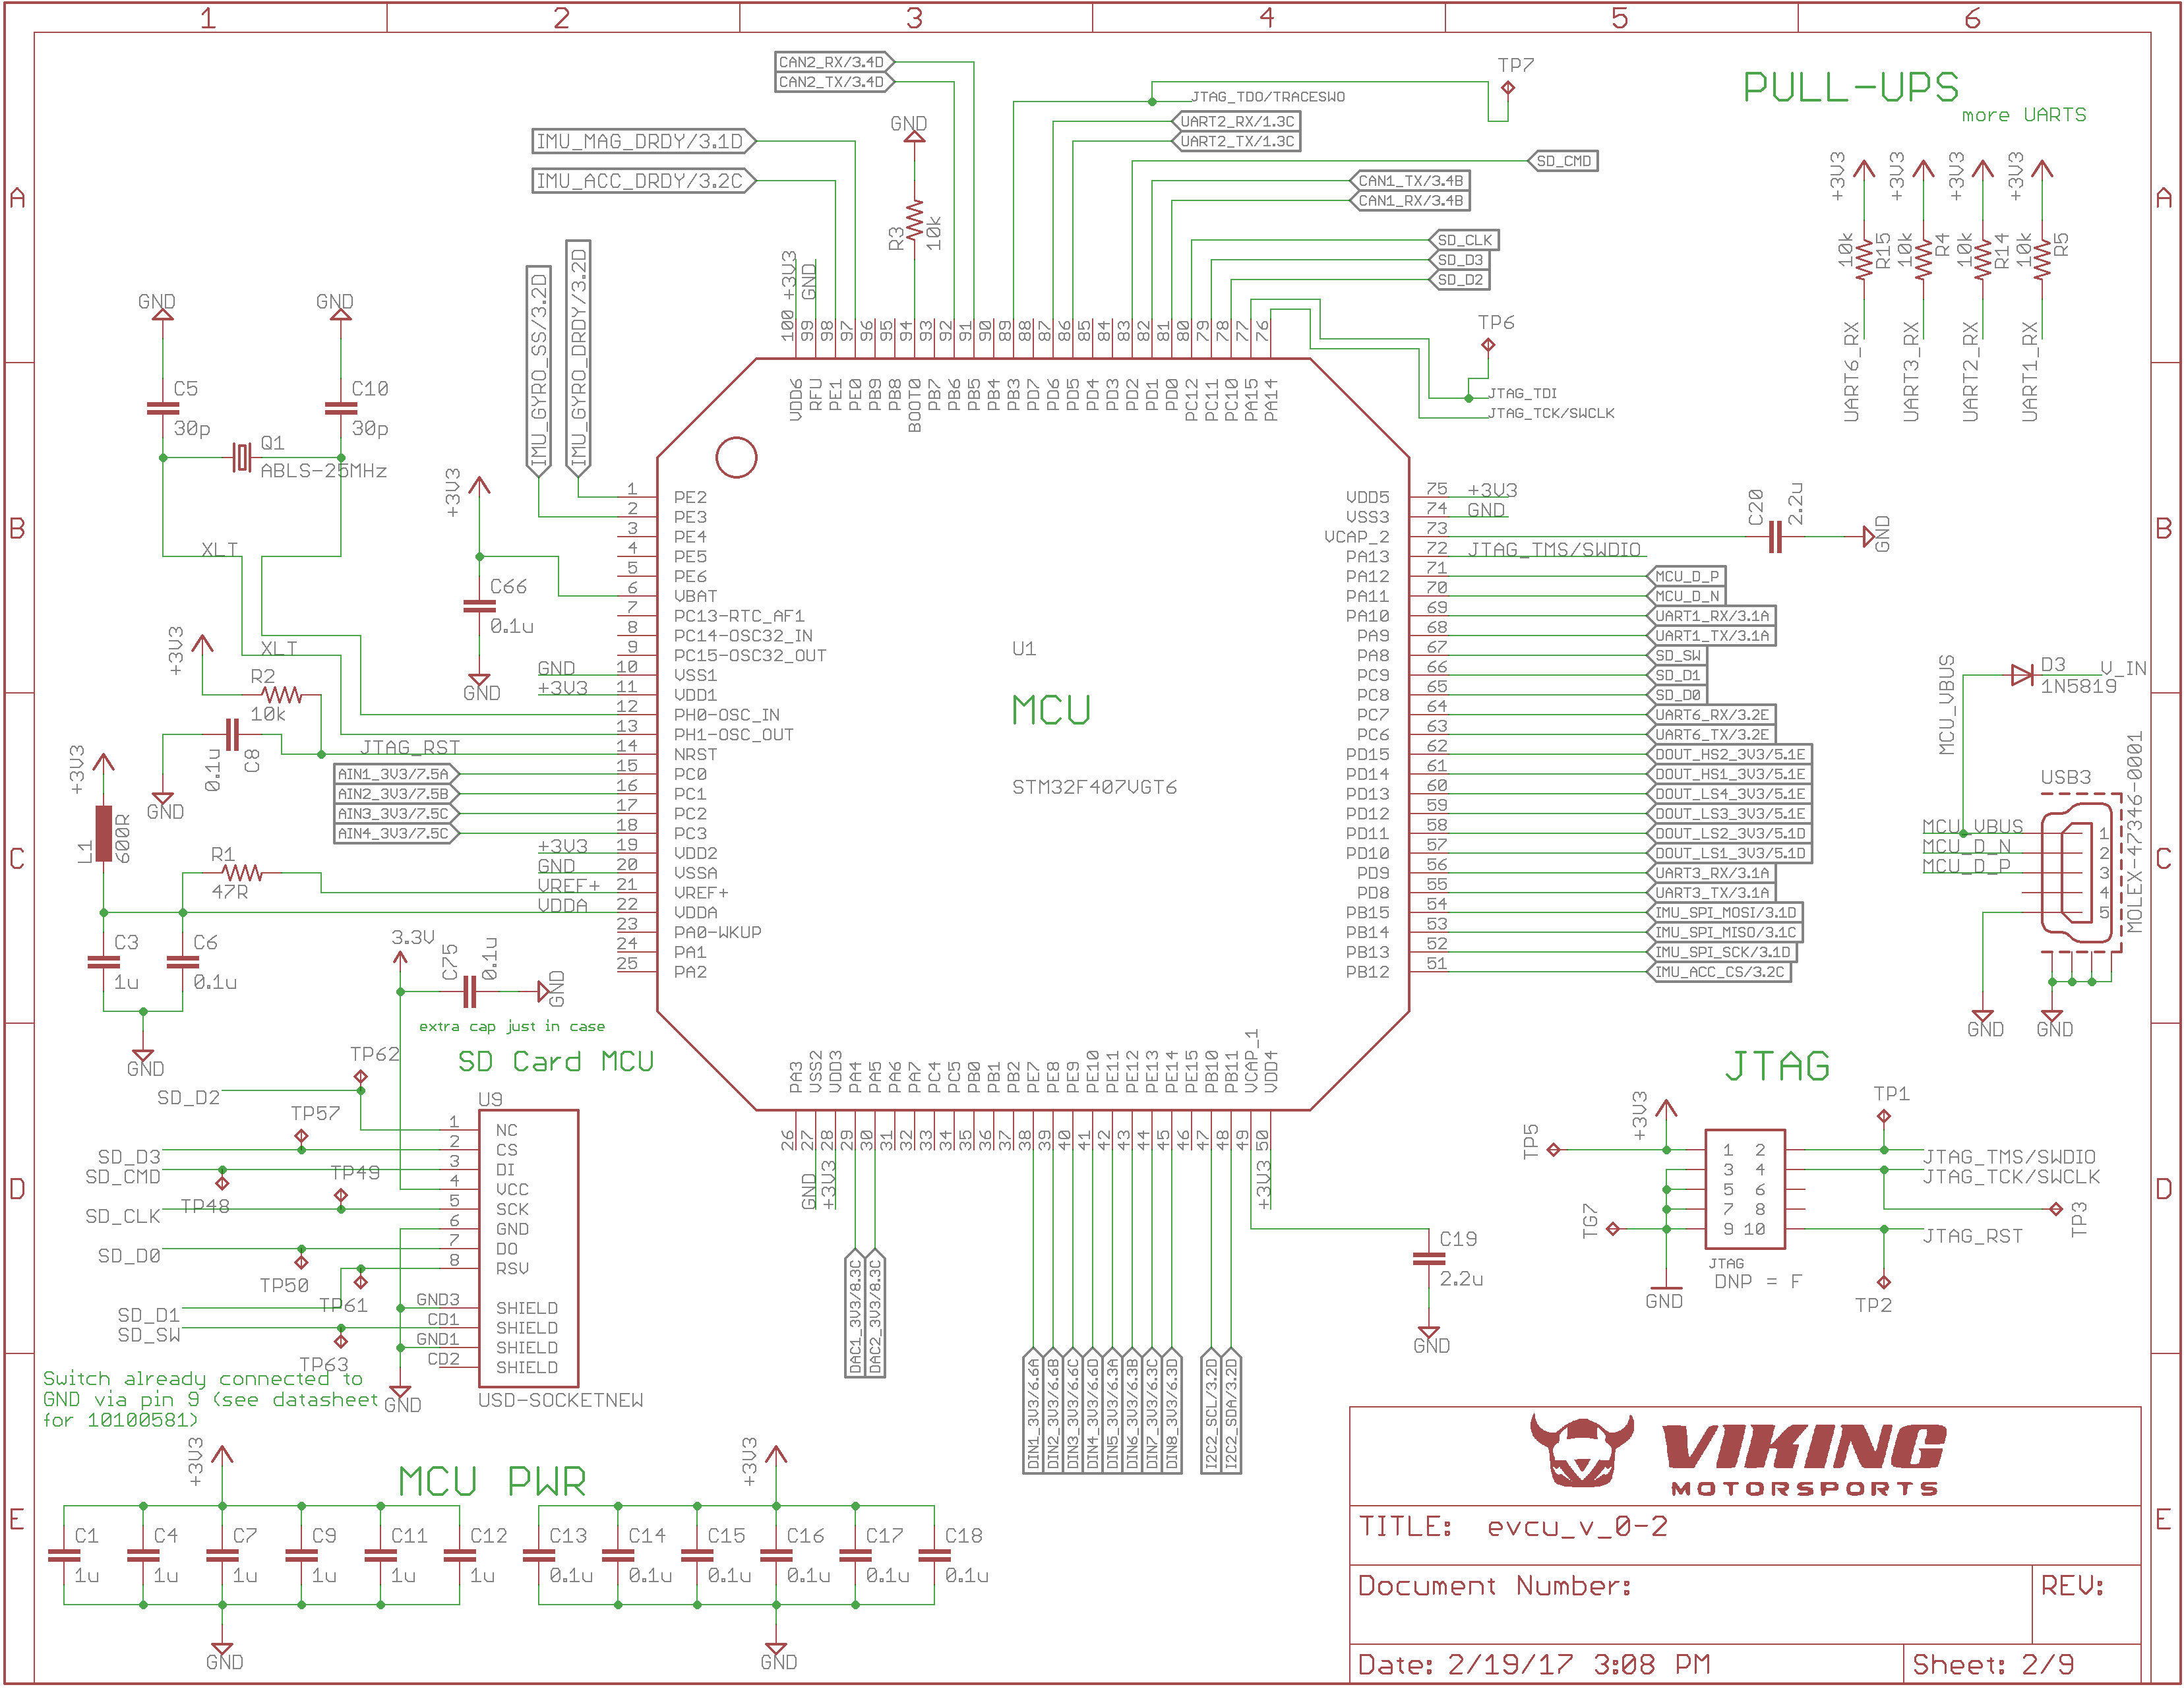 1 2 3 4 5 6
A A
B B
C C
D D
E E
CAN2_RX/3.4D
CAN2_TX/3.4D
IMU_MAG_DRDY/3.1D
IMU_ACC_DRDY/3.2C
IMU_GYRO_SS/3.2D
IMU_GYRO_DRDY/3.2D
GND
R3
10k
+3V3
GND
TP7
JTAG_TDO/TRACESWO
UART2_RX/1.3C
UART2_TX/1.3C
SD_CMD
CAN1_TX/3.4B
CAN1_RX/3.4B
SD_CLK
SD_D3
SD_D2
TP6
JTAG_TDI
JTAG_TCK/SWCLK
PULL-UPS
more UARTS
+3V3 +3V3 +3V3 +3V3
10k R15 10k R4 10k R14 10k R5
UART6_RX UART3_RX UART2_RX UART1_RX
GND GND
C5 C10
30p 30p
Q1
ABLS-25MHz
XLT
XLT
+3V3
C66
0.1u
GND
+3V3
R2
10k
0.1u
C8
GND
JTAG_RST
+3V3
L1
600R
R1
47R
C3
1u
C6
0.1u
GND
AIN1_3V3/7.5A
AIN2_3V3/7.5B
AIN3_3V3/7.5C
AIN4_3V3/7.5C
GND
+3V3
+3V3
GND
VREF+
VDDA
100 99 98 97 96 95 94 93 92 91 90 89 88 87 86 85 84 83 82 81 80 79 78 77 76
VDD6 RFU PE1 PE0 PB9 PB8 BOOT0 PB7 PB6 PB5 PB4 PB3 PD7 PD6 PD5 PD4 PD3 PD2 PD1 PD0 PC12 PC11 PC10 PA15 PA14
1 PE2
2 PE3
3 PE4
4 PE5
5 PE6
6 VBAT
7 PC13-RTC_AF1
8 PC14-OSC32_IN
9 PC15-OSC32_OUT
10 VSS1
11 VDD1
12 PH0-OSC_IN
13 PH1-OSC_OUT
14 NRST
15 PC0
16 PC1
17 PC2
18 PC3
19 VDD2
20 VSSA
21 VREF+
22 VDDA
23 PA0-WKUP
24 PA1
25 PA2
U1
MCU
STM32F407VGT6
VDD5 75 +3V3
VSS3 74 GND
VCAP_2 73
PA13 72 JTAG_TMS/SWDIO
PA12 71 MCU_D_P
PA11 70 MCU_D_N
PA10 69 UART1_RX/3.1A
PA9 68 UART1_TX/3.1A
PA8 67 SD_SW
PC9 66 SD_D1
PC8 65 SD_D0
PC7 64 UART6_RX/3.2E
PC6 63 UART6_TX/3.2E
PD15 62 DOUT_HS2_3V3/5.1E
PD14 61 DOUT_HS1_3V3/5.1E
PD13 60 DOUT_LS4_3V3/5.1E
PD12 59 DOUT_LS3_3V3/5.1E
PD11 58 DOUT_LS2_3V3/5.1D
PD10 57 DOUT_LS1_3V3/5.1D
PD9 56 UART3_RX/3.1A
PD8 55 UART3_TX/3.1A
PB15 54 IMU_SPI_MOSI/3.1D
PB14 53 IMU_SPI_MISO/3.1C
PB13 52 IMU_SPI_SCK/3.1D
PB12 51 IMU_ACC_CS/3.2C
C20
2.2u
GND
MCU_VBUS
D3
1N5819
V_IN
USB3
MOLEX-47346-0001
MCU_VBUS 1
MCU_D_N 2
MCU_D_P 3
4
5
GND GND
PA3 VSS2 VDD3 PA4 PA5 PA6 PA7 PC4 PC5 PB0 PB1 PB2 PE7 PE8 PE9 PE10 PE11 PE12 PE13 PE14 PE15 PB10 PB11 VCAP_1 VDD4
26 27 28 29 30 31 32 33 34 35 36 37 38 39 40 41 42 43 44 45 46 47 48 49 50
GND +3V3
+3V3
DAC1_3V3/8.3C
DAC2_3V3/8.3C
DIN1_3V3/6.6A
DIN2_3V3/6.6B
DIN3_3V3/6.6C
DIN4_3V3/6.6D
DIN5_3V3/6.3A
DIN6_3V3/6.3B
DIN7_3V3/6.3C
DIN8_3V3/6.3D
I2C2_SCL/3.2D
I2C2_SDA/3.2D
C19
2.2u
GND
3.3V
C75
0.1u
GND
extra cap just in case
SD Card MCU
TP62
SD_D2
TP57
SD_D3
SD_CMD
TP49
TP48
SD_CLK
SD_D0
TP50
TP61
SD_D1
SD_SW
TP63
U9
1 NC
2 CS
3 DI
4 VCC
5 SCK
6 GND
7 DO
8 RSV
GND3 SHIELD
CD1 SHIELD
GND1 SHIELD
CD2 SHIELD
USD-SOCKETNEW
GND
Switch already connected to
GND via pin 9 (see datasheet
for 10100581)
JTAG
+3V3
TP5
TG7
TP1
1 2 JTAG_TMS/SWDIO
3 4 JTAG_TCK/SWCLK
5 6
7 8
9 10 JTAG_RST
TP3
JTAG
DNP = F
GND
TP2
MCU PWR
+3V3 +3V3
C1 C4 C7 C9 C11 C12 C13 C14 C15 C16 C17 C18
1u 1u 1u 1u 1u 1u 0.1u 0.1u 0.1u 0.1u 0.1u 0.1u
GND GND
VIKING
MOTORSPORTS
TITLE: evcu_v_0-2
Document Number:
REV:
Date: 2/19/17 3:08 PM
Sheet: 2/9